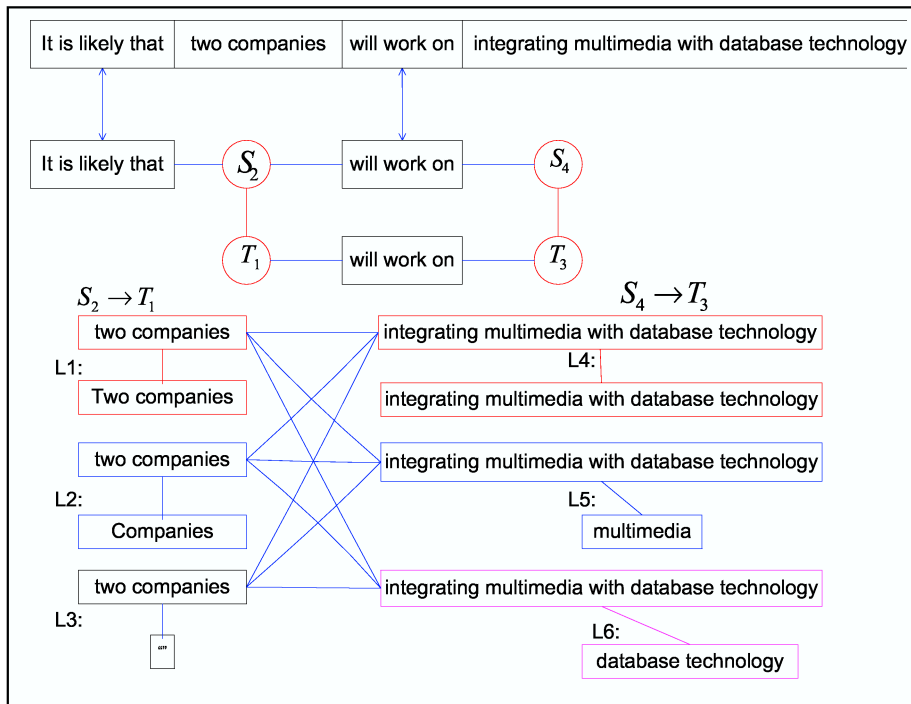 It is likely that two companies will work on integrating multimedia with database technology
It is likely that S₂ will work on S₄
T₁ will work on T₃
S₂ → T₁ S₄ → T₃
two companies integrating multimedia with database technology
L1: L4:
Two companies integrating multimedia with database technology
two companies integrating multimedia with database technology
L2: L5:
Companies multimedia
two companies integrating multimedia with database technology
L3: L6:
“” database technology